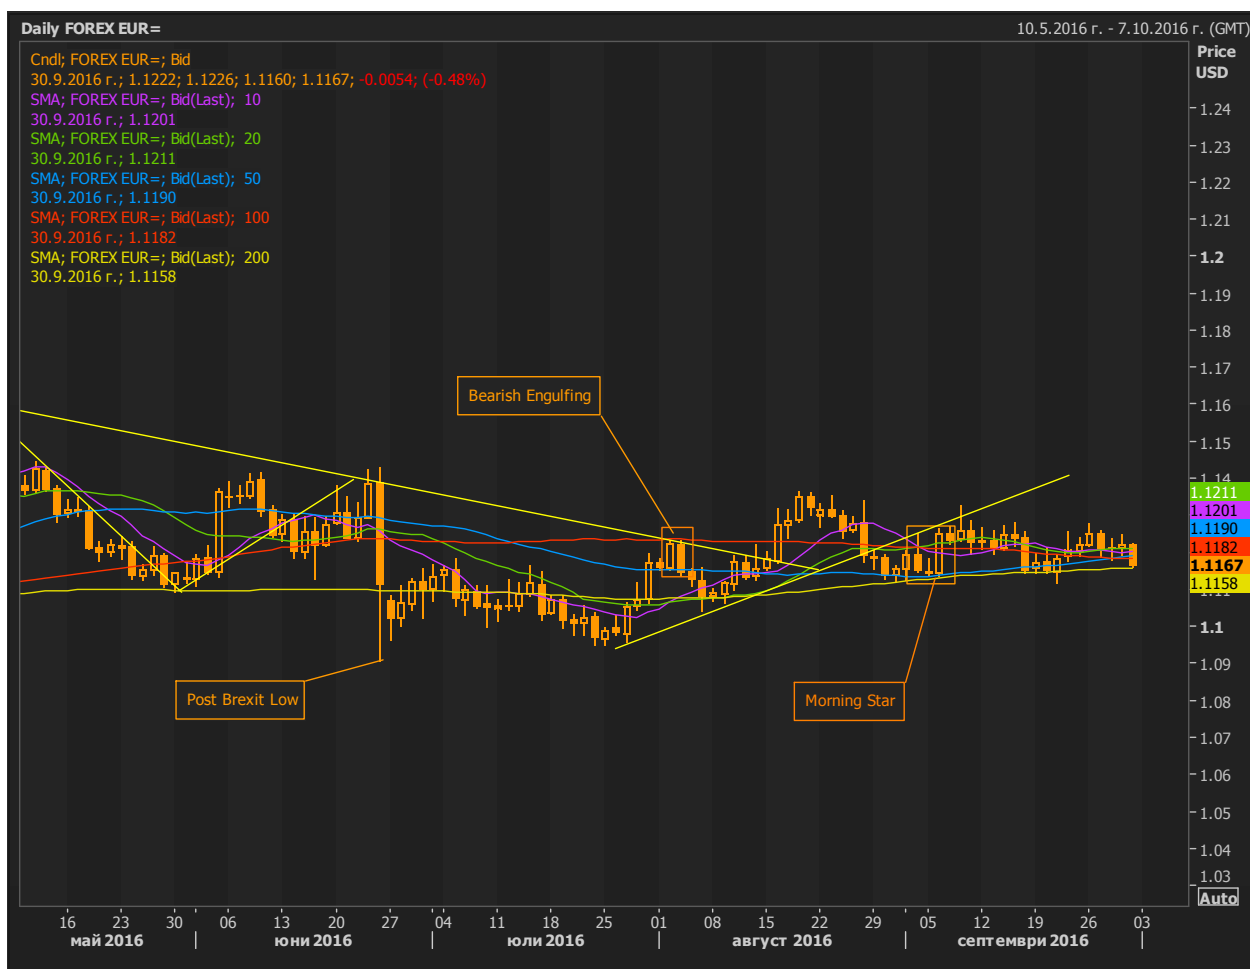 Daily FOREX EUR=
10.5.2016 г. - 7.10.2016 г. (GMT)
Price
USD
Cndl; FOREX EUR=; Bid
30.9.2016 г.; 1.1222; 1.1226; 1.1160; 1.1167; -0.0054; (-0.48%)
SMA; FOREX EUR=; Bid(Last); 10
30.9.2016 г.; 1.1201
SMA; FOREX EUR=; Bid(Last); 20
30.9.2016 г.; 1.1211
SMA; FOREX EUR=; Bid(Last); 50
30.9.2016 г.; 1.1190
SMA; FOREX EUR=; Bid(Last); 100
30.9.2016 г.; 1.1182
SMA; FOREX EUR=; Bid(Last); 200
30.9.2016 г.; 1.1158
1.24
1.23
1.22
1.21
1.2
1.19
1.18
1.17
1.16
1.15
1.14
1.1211
1.1201
1.1190
1.1182
1.1167
1.1158
1.11
1.1
1.09
1.08
1.07
1.06
1.05
1.04
1.03
Auto
Bearish Engulfing
Post Brexit Low
Morning Star
16 23 30 06 13 20 27 04 11 18 25 01 08 15 22 29 05 12 19 26 03
май 2016 юни 2016 юли 2016 август 2016 септември 2016